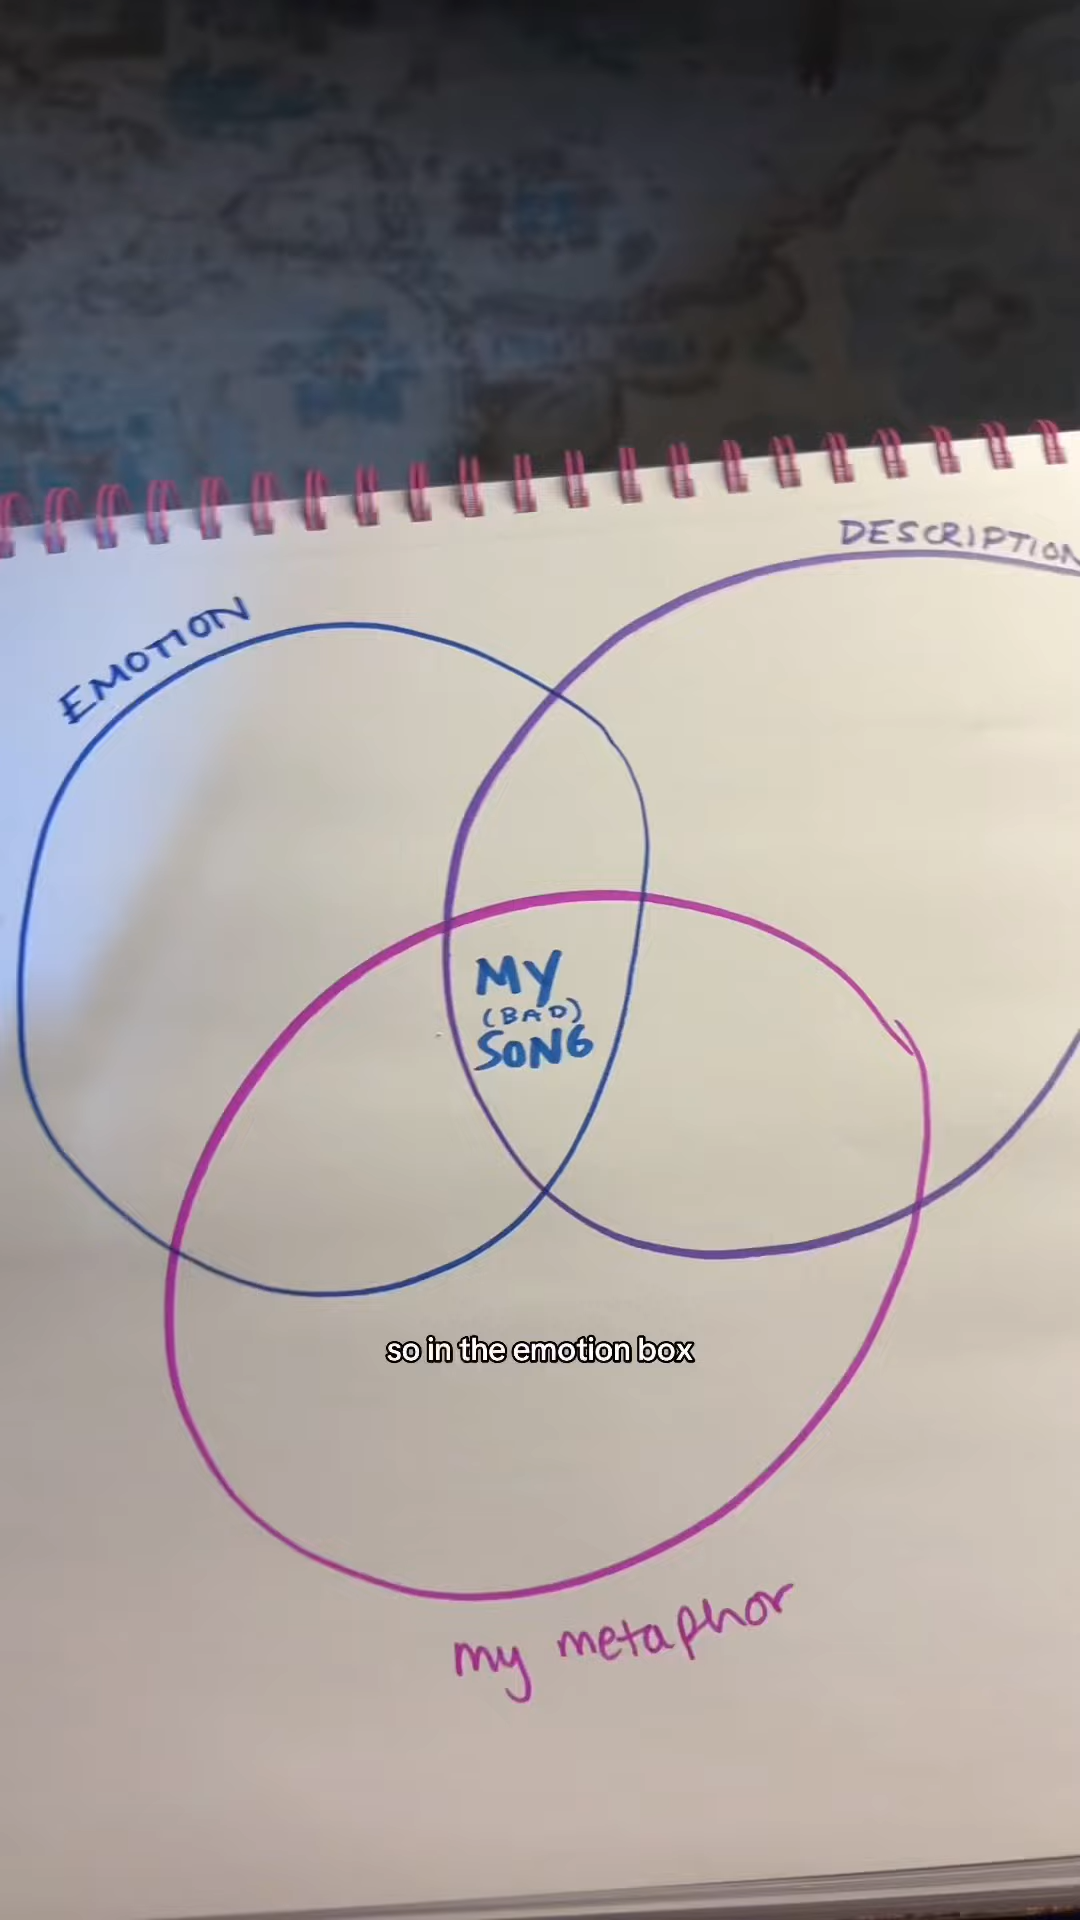 DESCRIPTION
EMOTION
MY
(BAD)
SONG
so in the emotion box
my metaphor